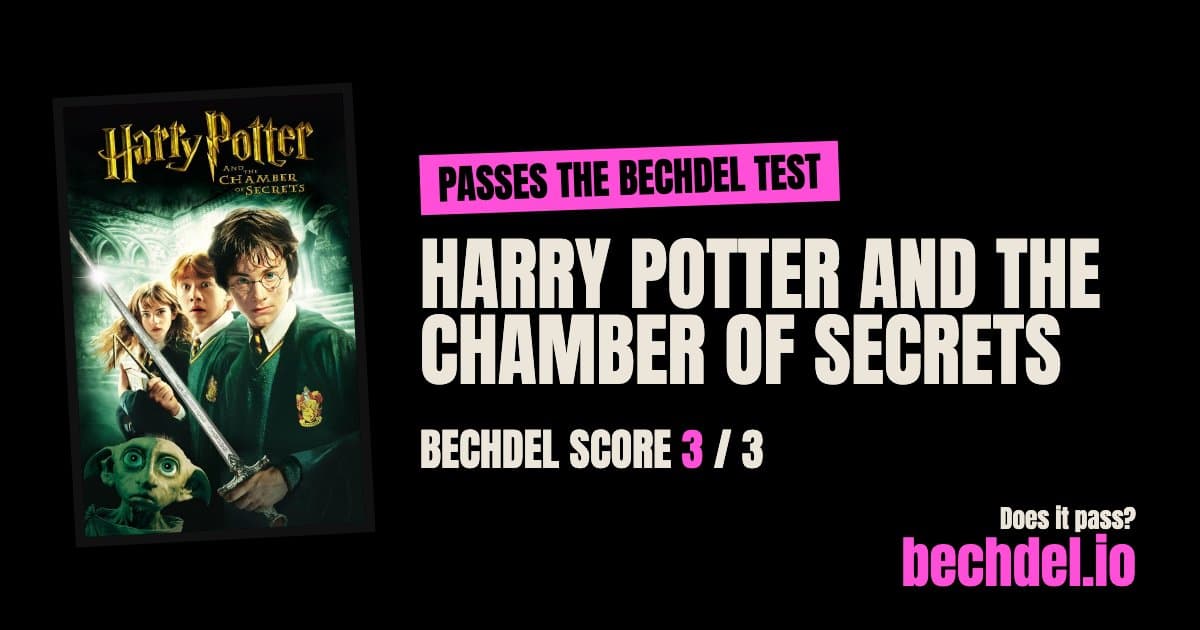 Harry Potter
AND THE
CHAMBER
OF SECRETS
PASSES THE BECHDEL TEST
HARRY POTTER AND THE
CHAMBER OF SECRETS
BECHDEL SCORE 3 / 3
Does it pass?
bechdel.io